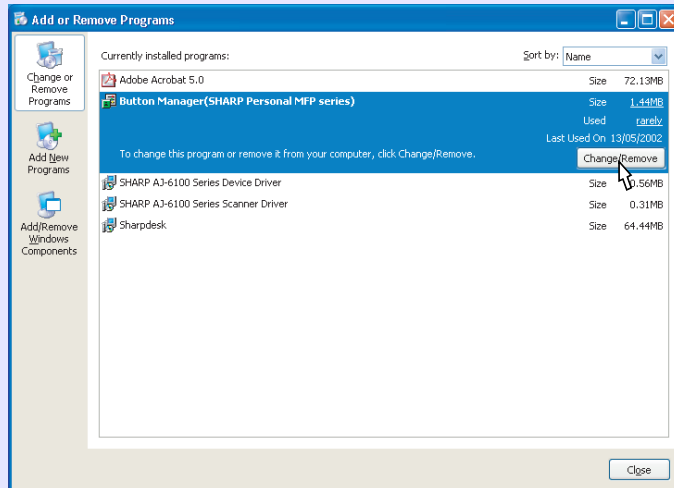 Add or Remove Programs
Change or
Remove
Programs
Add New
Programs
Add/Remove
Windows
Components
Currently installed programs:
Sort by: Name
Adobe Acrobat 5.0 Size 72.13MB
Button Manager(SHARP Personal MFP series) Size 1.44MB
Used rarely
Last Used On 13/05/2002
To change this program or remove it from your computer, click Change/Remove. Change/Remove
SHARP AJ-6100 Series Device Driver Size 0.56MB
SHARP AJ-6100 Series Scanner Driver Size 0.31MB
Sharpdesk Size 64.44MB
Close